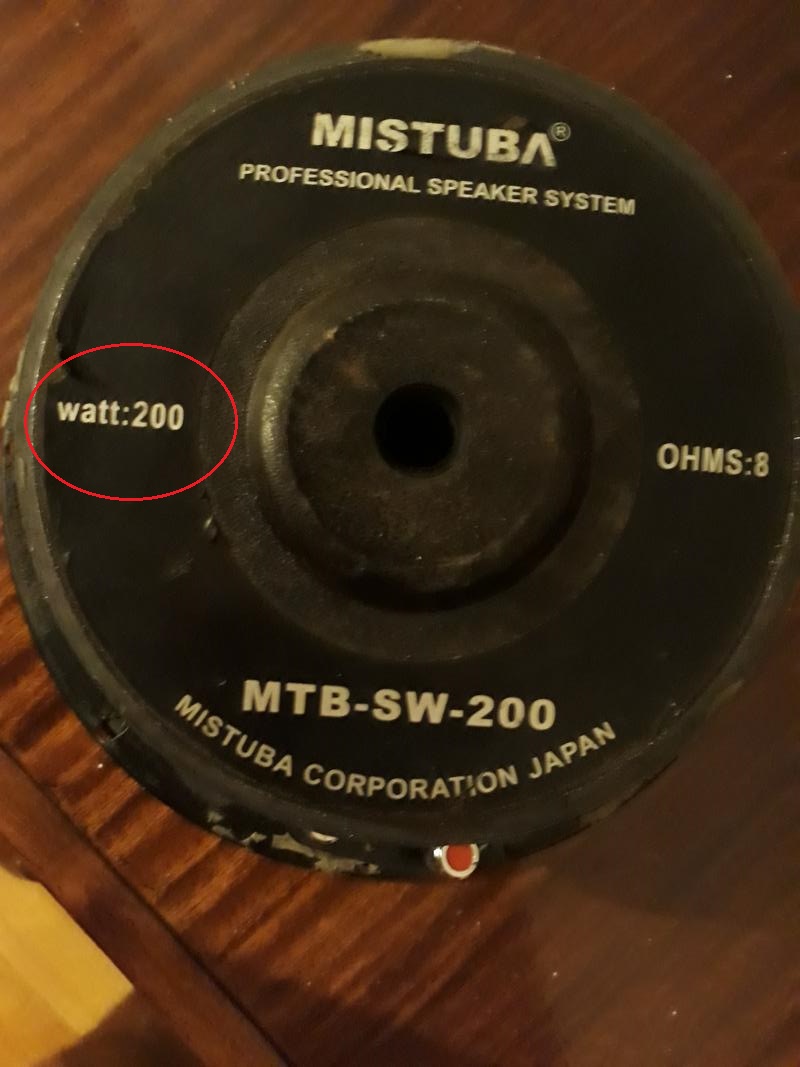 MISTUBA®
PROFESSIONAL SPEAKER SYSTEM
watt:200
OHMS:8
MTB-SW-200
MISTUBA CORPORATION JAPAN